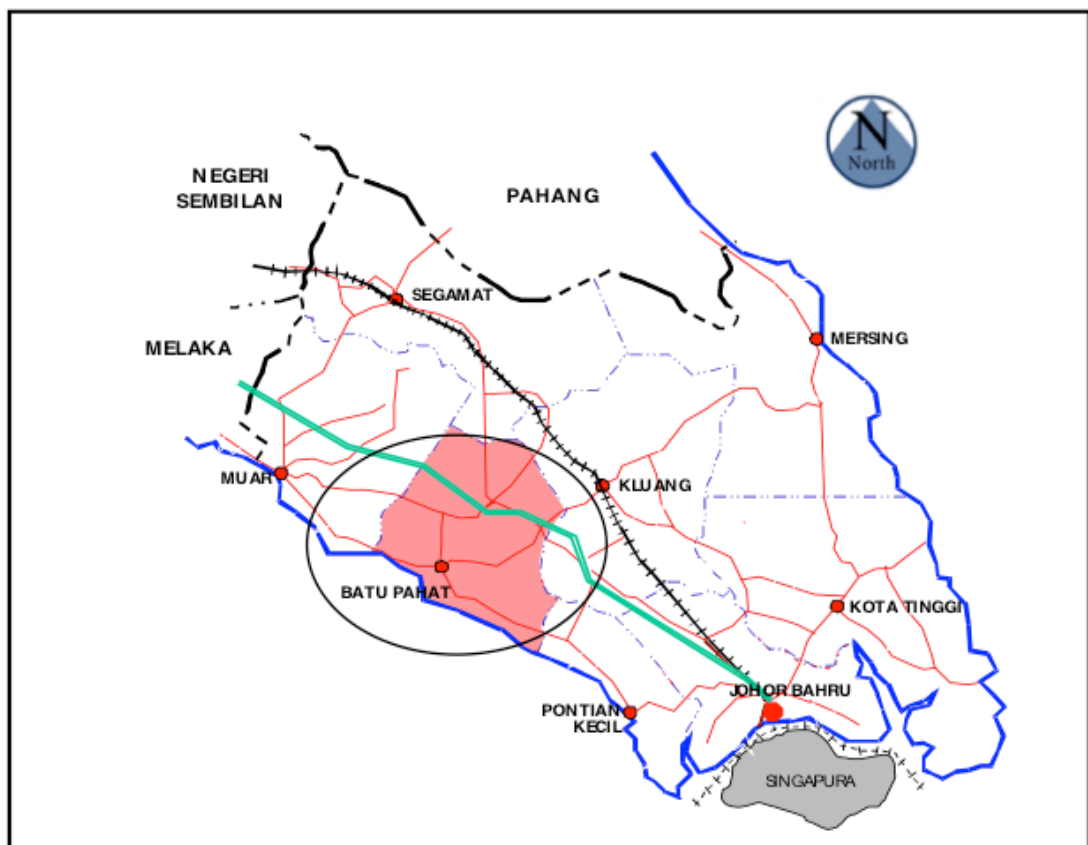 N
North
NEGERI
SEMBILAN
PAHANG
SEGAMAT
MERSING
MELAKA
MUAR
KLUANG
BATU PAHAT
KOTA TINGGI
JOHOR BAHRU
PONTIAN
KECIL
SINGAPURA